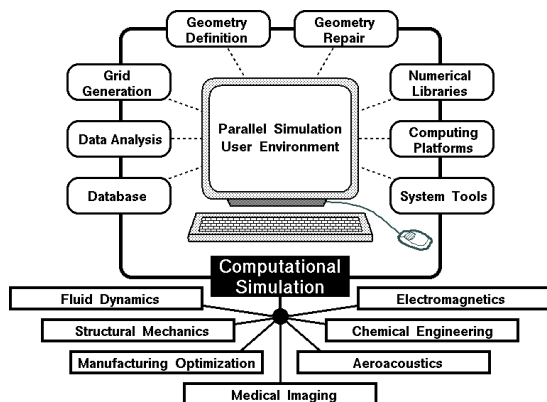 Geometry
Definition
Geometry
Repair
Grid
Generation
Numerical
Libraries
Parallel Simulation
User Environment
Data Analysis
Computing
Platforms
Database
System Tools
Computational
Simulation
Fluid Dynamics
Electromagnetics
Structural Mechanics
Chemical Engineering
Manufacturing Optimization
Aeroacoustics
Medical Imaging